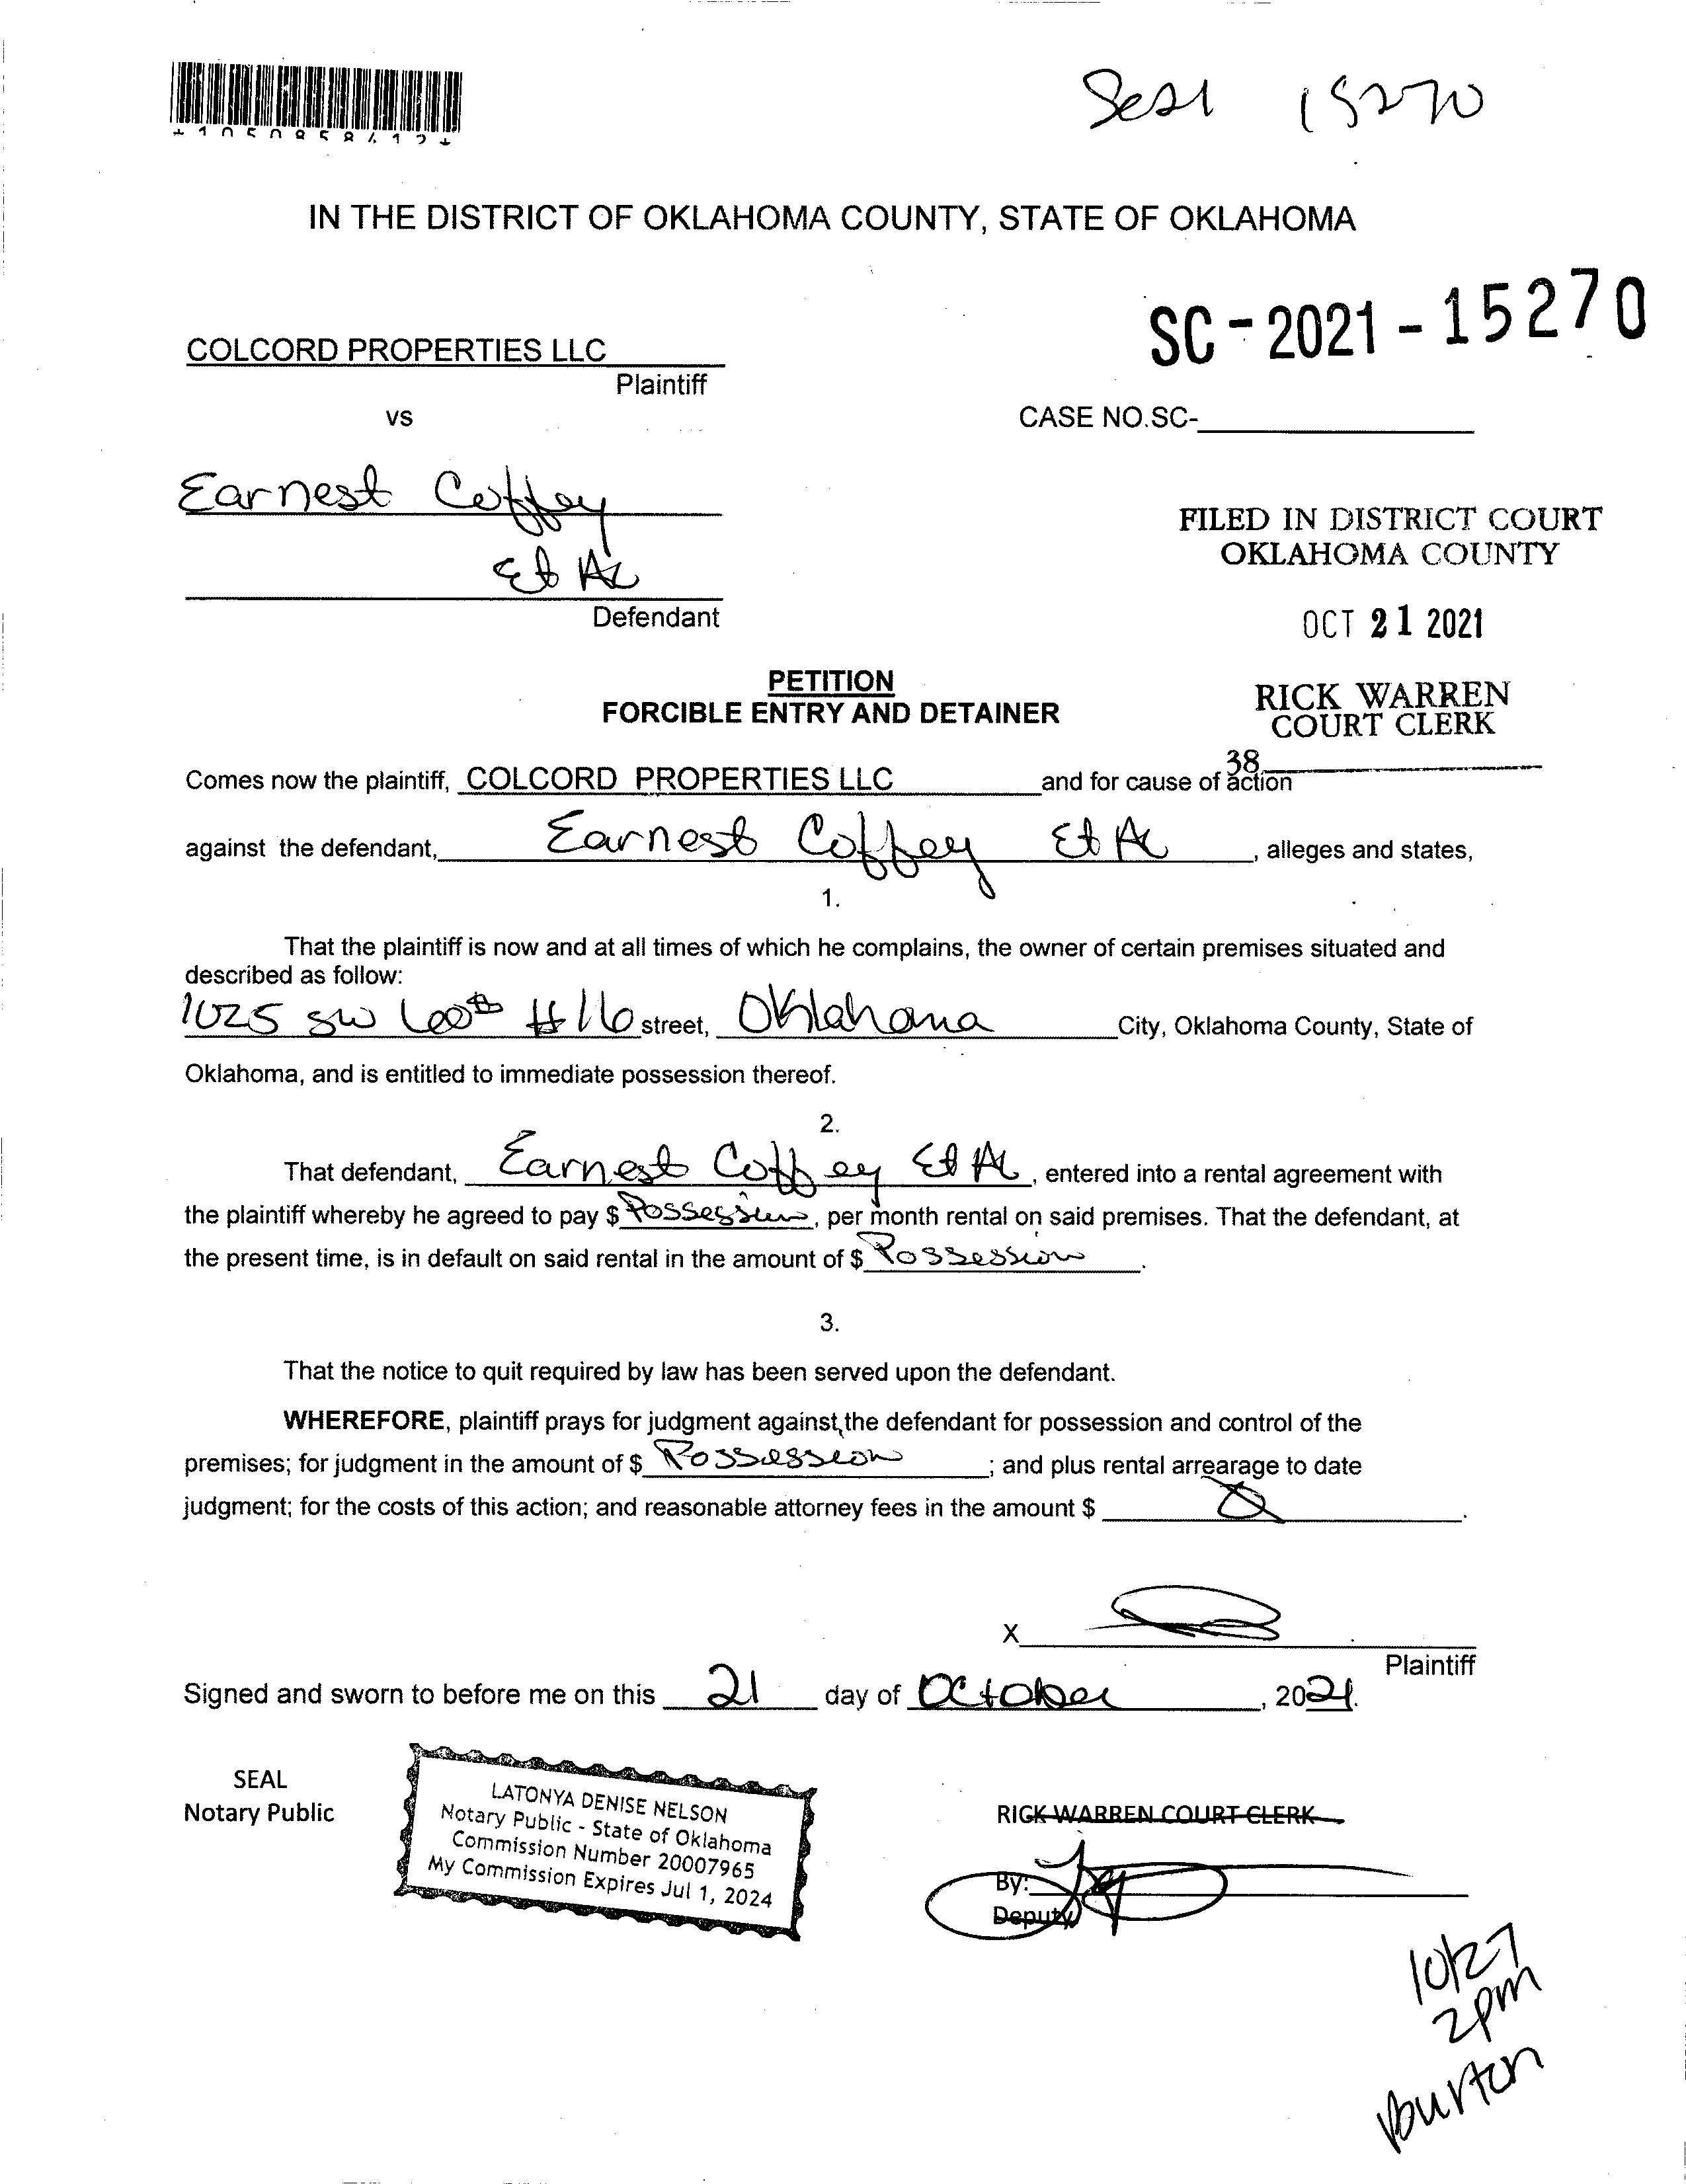 15270
IN THE DISTRICT OF OKLAHOMA COUNTY, STATE OF OKLAHOMA
SC-2021-15270
COLCORD PROPERTIES LLC
Plaintiff
vs
CASE NO.SC-
Earnest Coffey
Et Al
Defendant
FILED IN DISTRICT COURT
OKLAHOMA COUNTY
OCT 21 2021
RICK WARREN
COURT CLERK
38
PETITION
FORCIBLE ENTRY AND DETAINER
Comes now the plaintiff, COLCORD PROPERTIES LLC and for cause of action
against the defendant, Earnest Coffey Et Al, alleges and states,
1.
That the plaintiff is now and at all times of which he complains, the owner of certain premises situated and
described as follow:
1025 SW 60th #16 street, Oklahoma City, Oklahoma County, State of
Oklahoma, and is entitled to immediate possession thereof.
2.
That defendant, Earnest Coffey Et Al, entered into a rental agreement with
the plaintiff whereby he agreed to pay $ Possession, per month rental on said premises. That the defendant, at
the present time, is in default on said rental in the amount of $ Possession.
3.
That the notice to quit required by law has been served upon the defendant.
WHEREFORE, plaintiff prays for judgment against the defendant for possession and control of the
premises; for judgment in the amount of $ Possession; and plus rental arrearage to date
judgment; for the costs of this action; and reasonable attorney fees in the amount $ 0.
X
Plaintiff
Signed and sworn to before me on this 21 day of October, 2021.
SEAL
Notary Public
LATONYA DENISE NELSON
Notary Public - State of Oklahoma
Commission Number 20007965
My Commission Expires Jul 1, 2024
RICK WARREN COURT CLERK
By:
Deputy
10/27
2pm
Burton